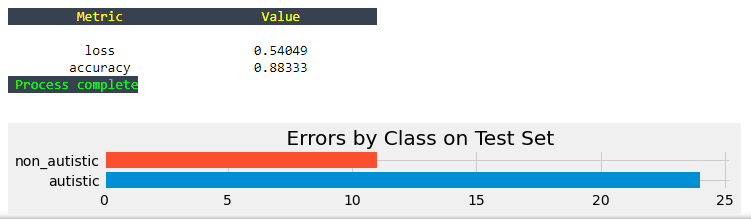 Metric Value
loss 0.54049
accuracy 0.88333
Process complete
Errors by Class on Test Set
non_autistic
autistic
0 5 10 15 20 25